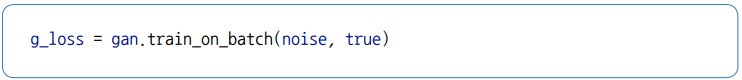 g_loss = gan.train_on_batch(noise, true)